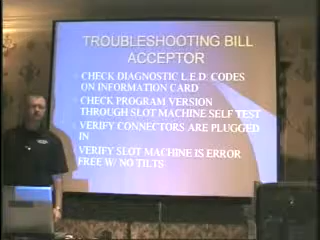 TROUBLESHOOTING BILL
ACCEPTOR
CHECK DIAGNOSTIC L.E.D. CODES
ON INFORMATION CARD
CHECK PROGRAM VERSION
THROUGH SLOT MACHINE SELF TEST
VERIFY CONNECTORS ARE PLUGGED
IN
VERIFY SLOT MACHINE IS ERROR
FREE W/ NO TILTS